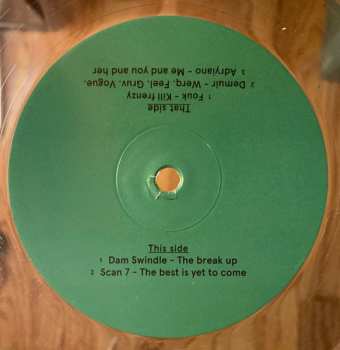 This side
1 Dam Swindle - The break up
2 Scan 7 - The best is yet to come
That side
1 Fouk - Kill frenzy
2 Demuir - Werq. Feel. Gruv. Vogue.
3 Adryiano - Me and you and her